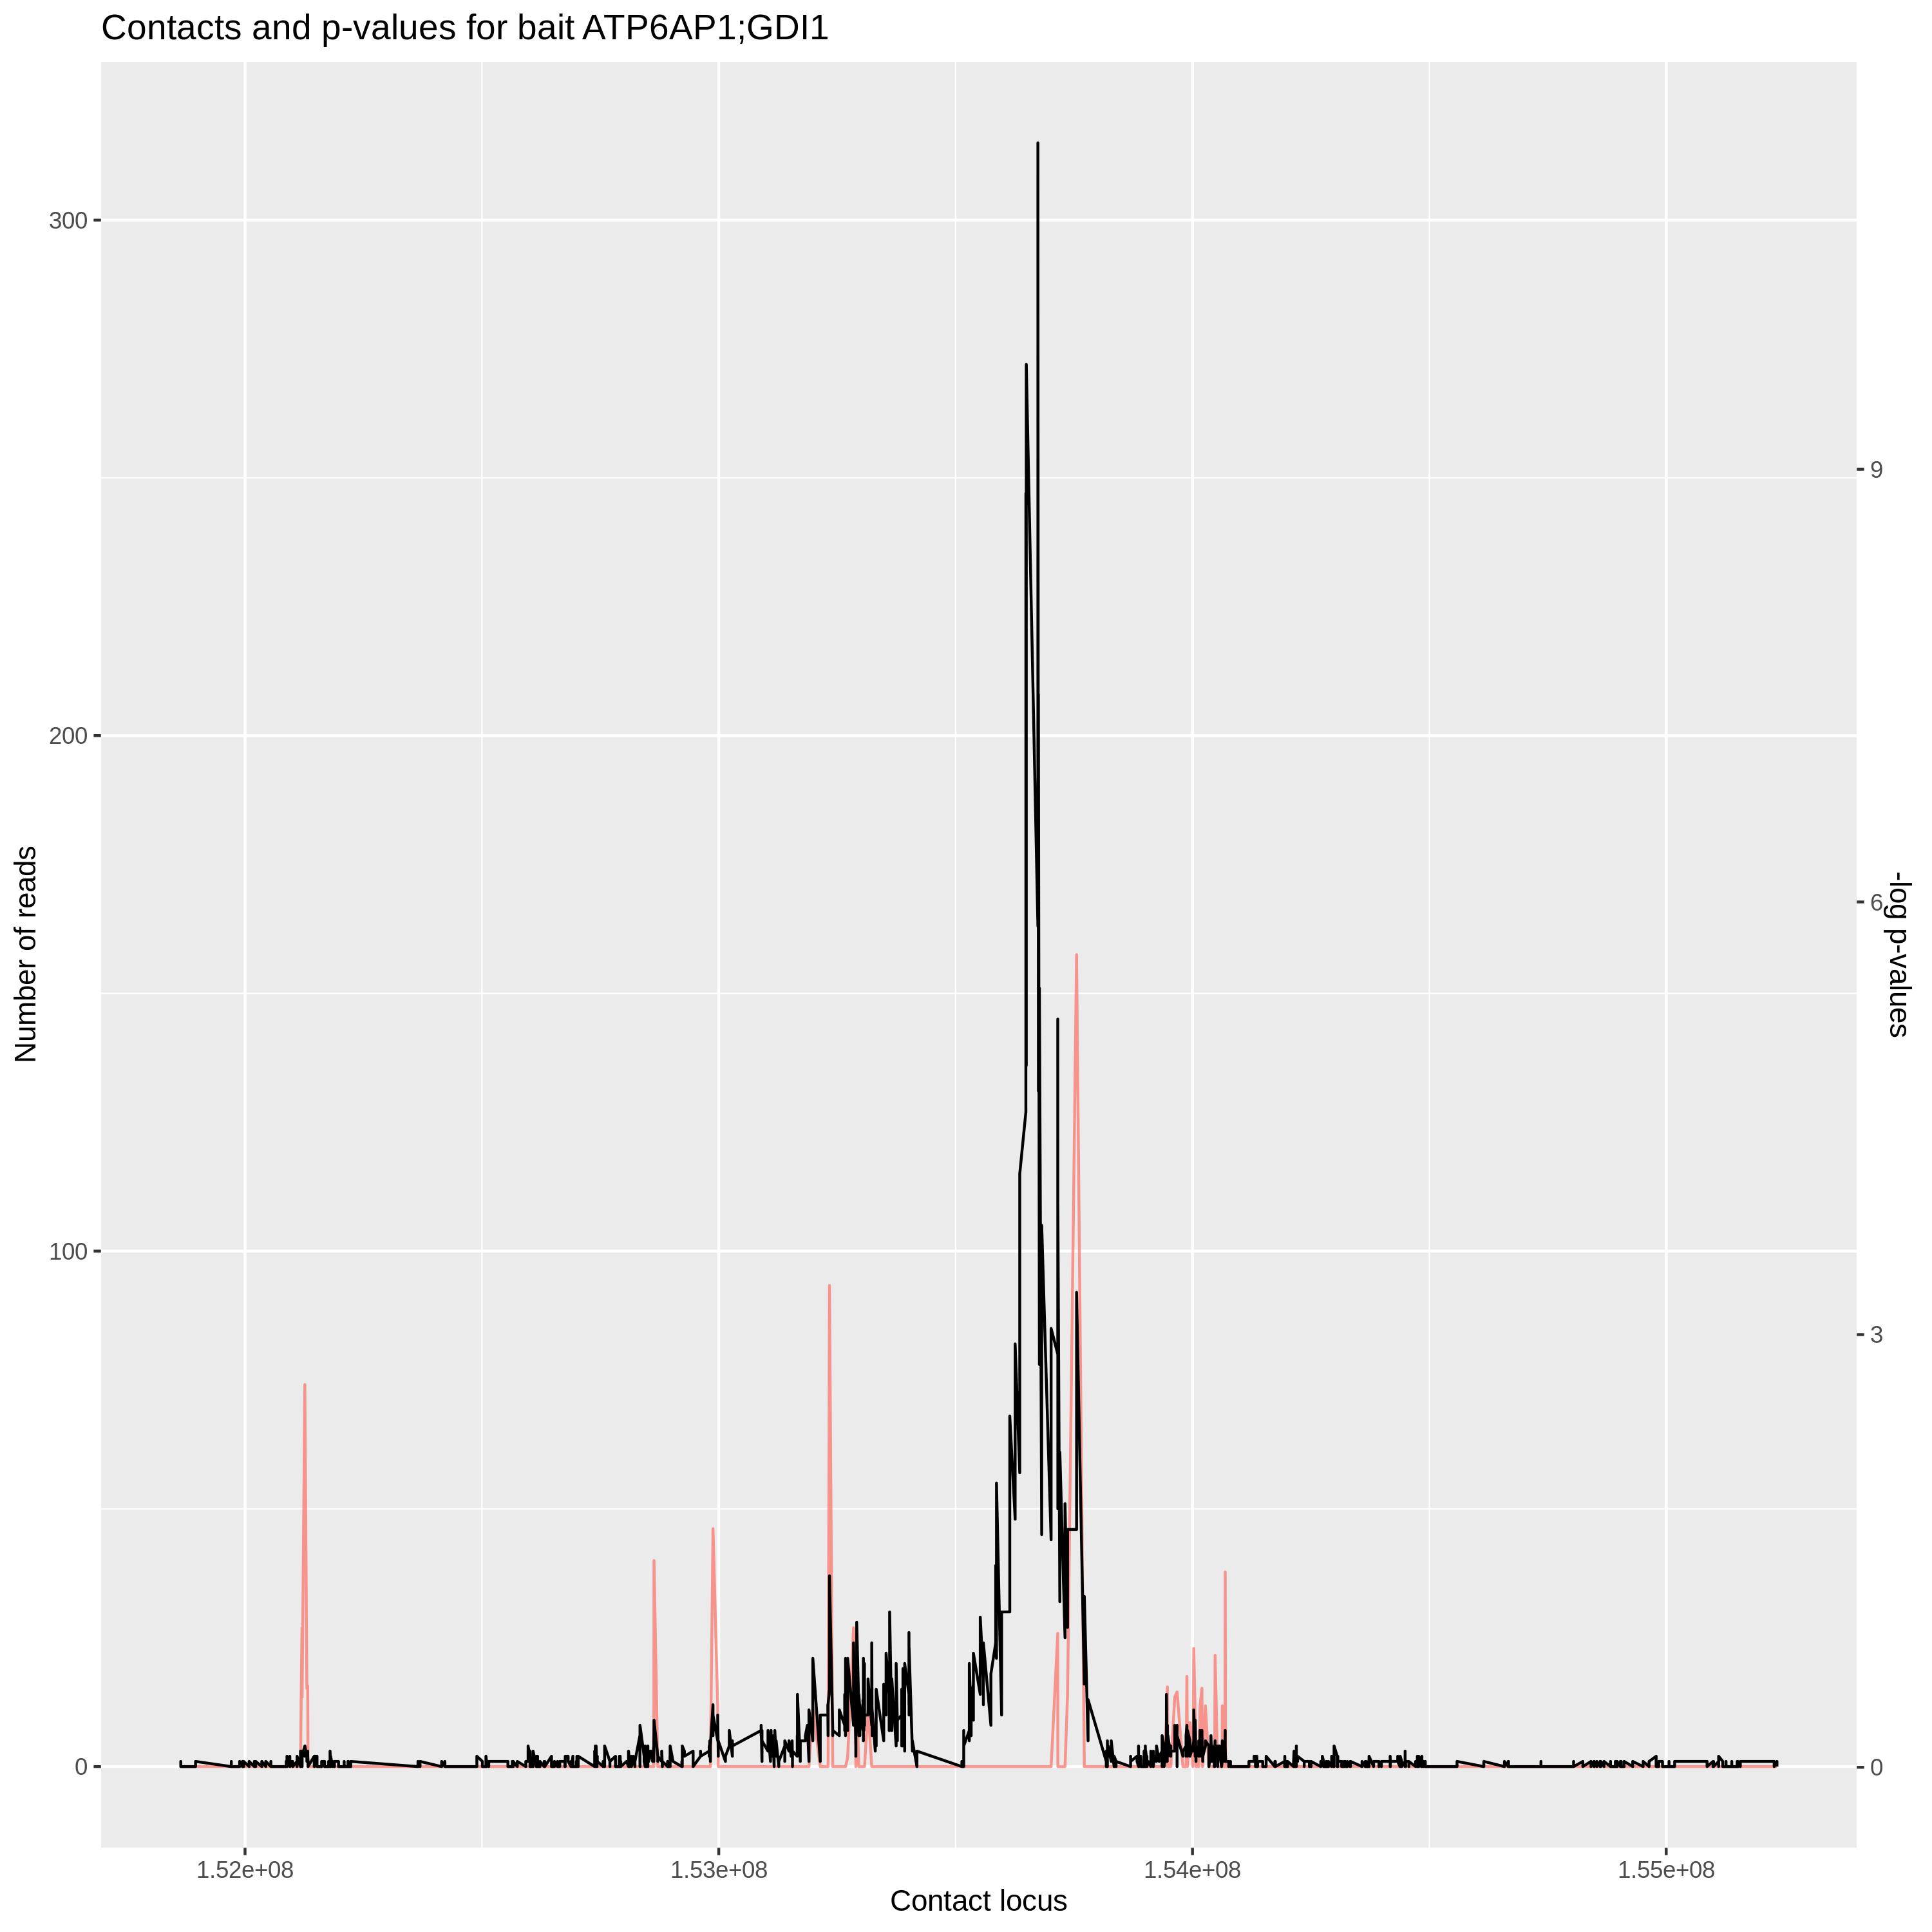 Contacts and p-values for bait ATP6AP1;GDI1
300
200
100
0
Number of reads
9
6
3
0
-log p-values
1.52e+08
1.53e+08
1.54e+08
1.55e+08
Contact locus